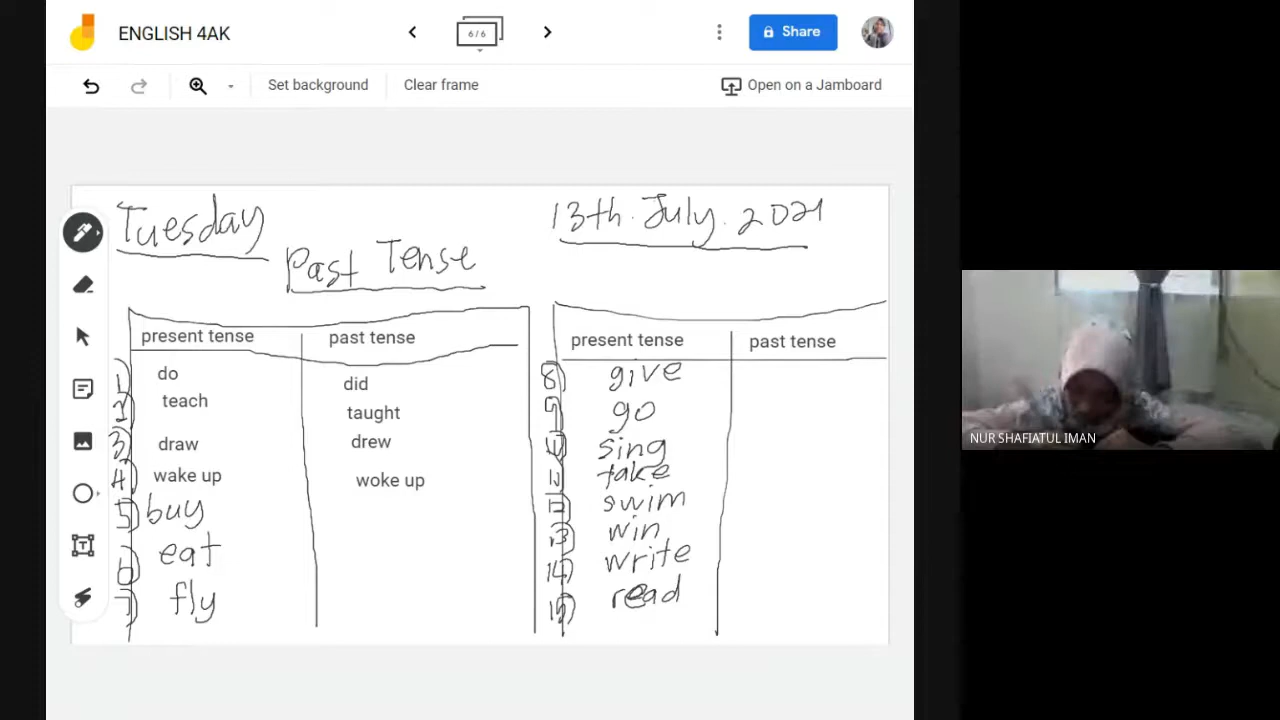 ENGLISH 4AK
6/6
Share
Set background
Clear frame
Open on a Jamboard
Tuesday
13th July 2021
Past Tense
present tense past tense
1) do did
2) teach taught
3) draw drew
4) wake up woke up
5) buy
6) eat
7) fly
present tense past tense
8) give
9 go
sing
take
swim
13) win
14) write
15) read
NUR SHAFIATUL IMAN